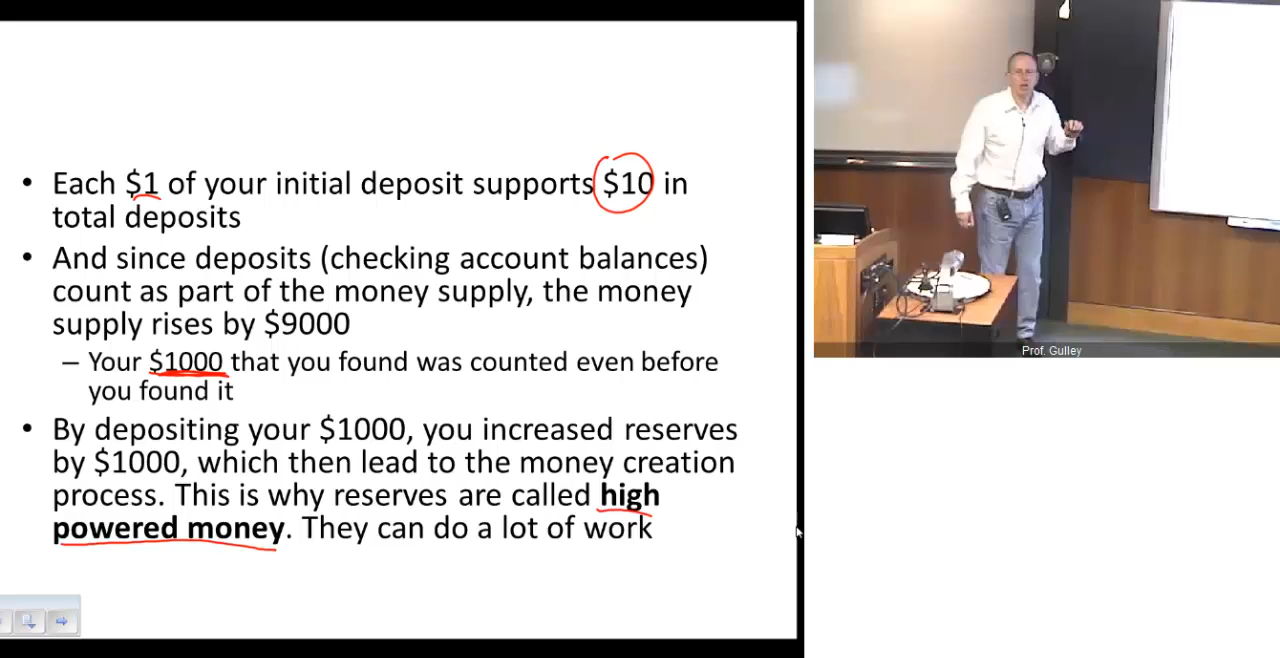 • Each $1 of your initial deposit supports $10 in
total deposits
• And since deposits (checking account balances)
count as part of the money supply, the money
supply rises by $9000
– Your $1000 that you found was counted even before
you found it
• By depositing your $1000, you increased reserves
by $1000, which then lead to the money creation
process. This is why reserves are called high
powered money. They can do a lot of work
Prof. Gulley